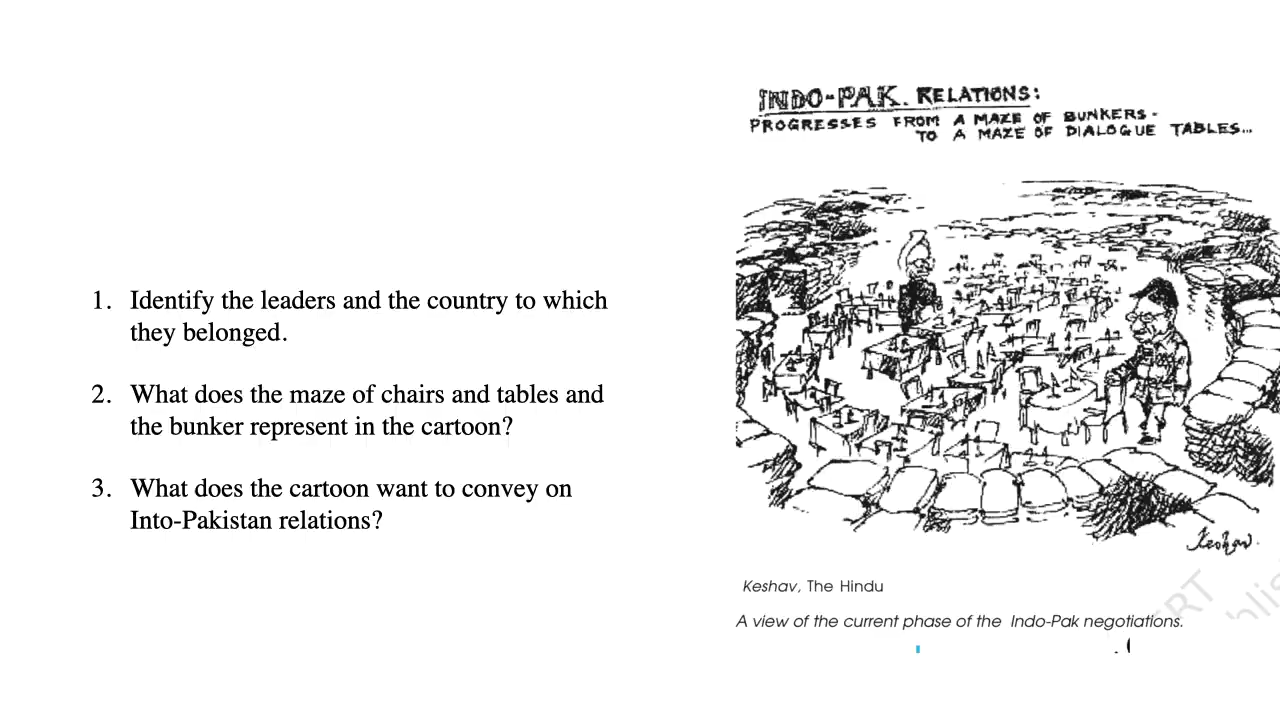 1. Identify the leaders and the country to which
they belonged.
2. What does the maze of chairs and tables and
the bunker represent in the cartoon?
3. What does the cartoon want to convey on
Into-Pakistan relations?
INDO-PAK. RELATIONS:
PROGRESSES FROM A MAZE OF BUNKERS -
TO A MAZE OF DIALOGUE TABLES...
Keshav.
Keshav, The Hindu
A view of the current phase of the Indo-Pak negotiations.